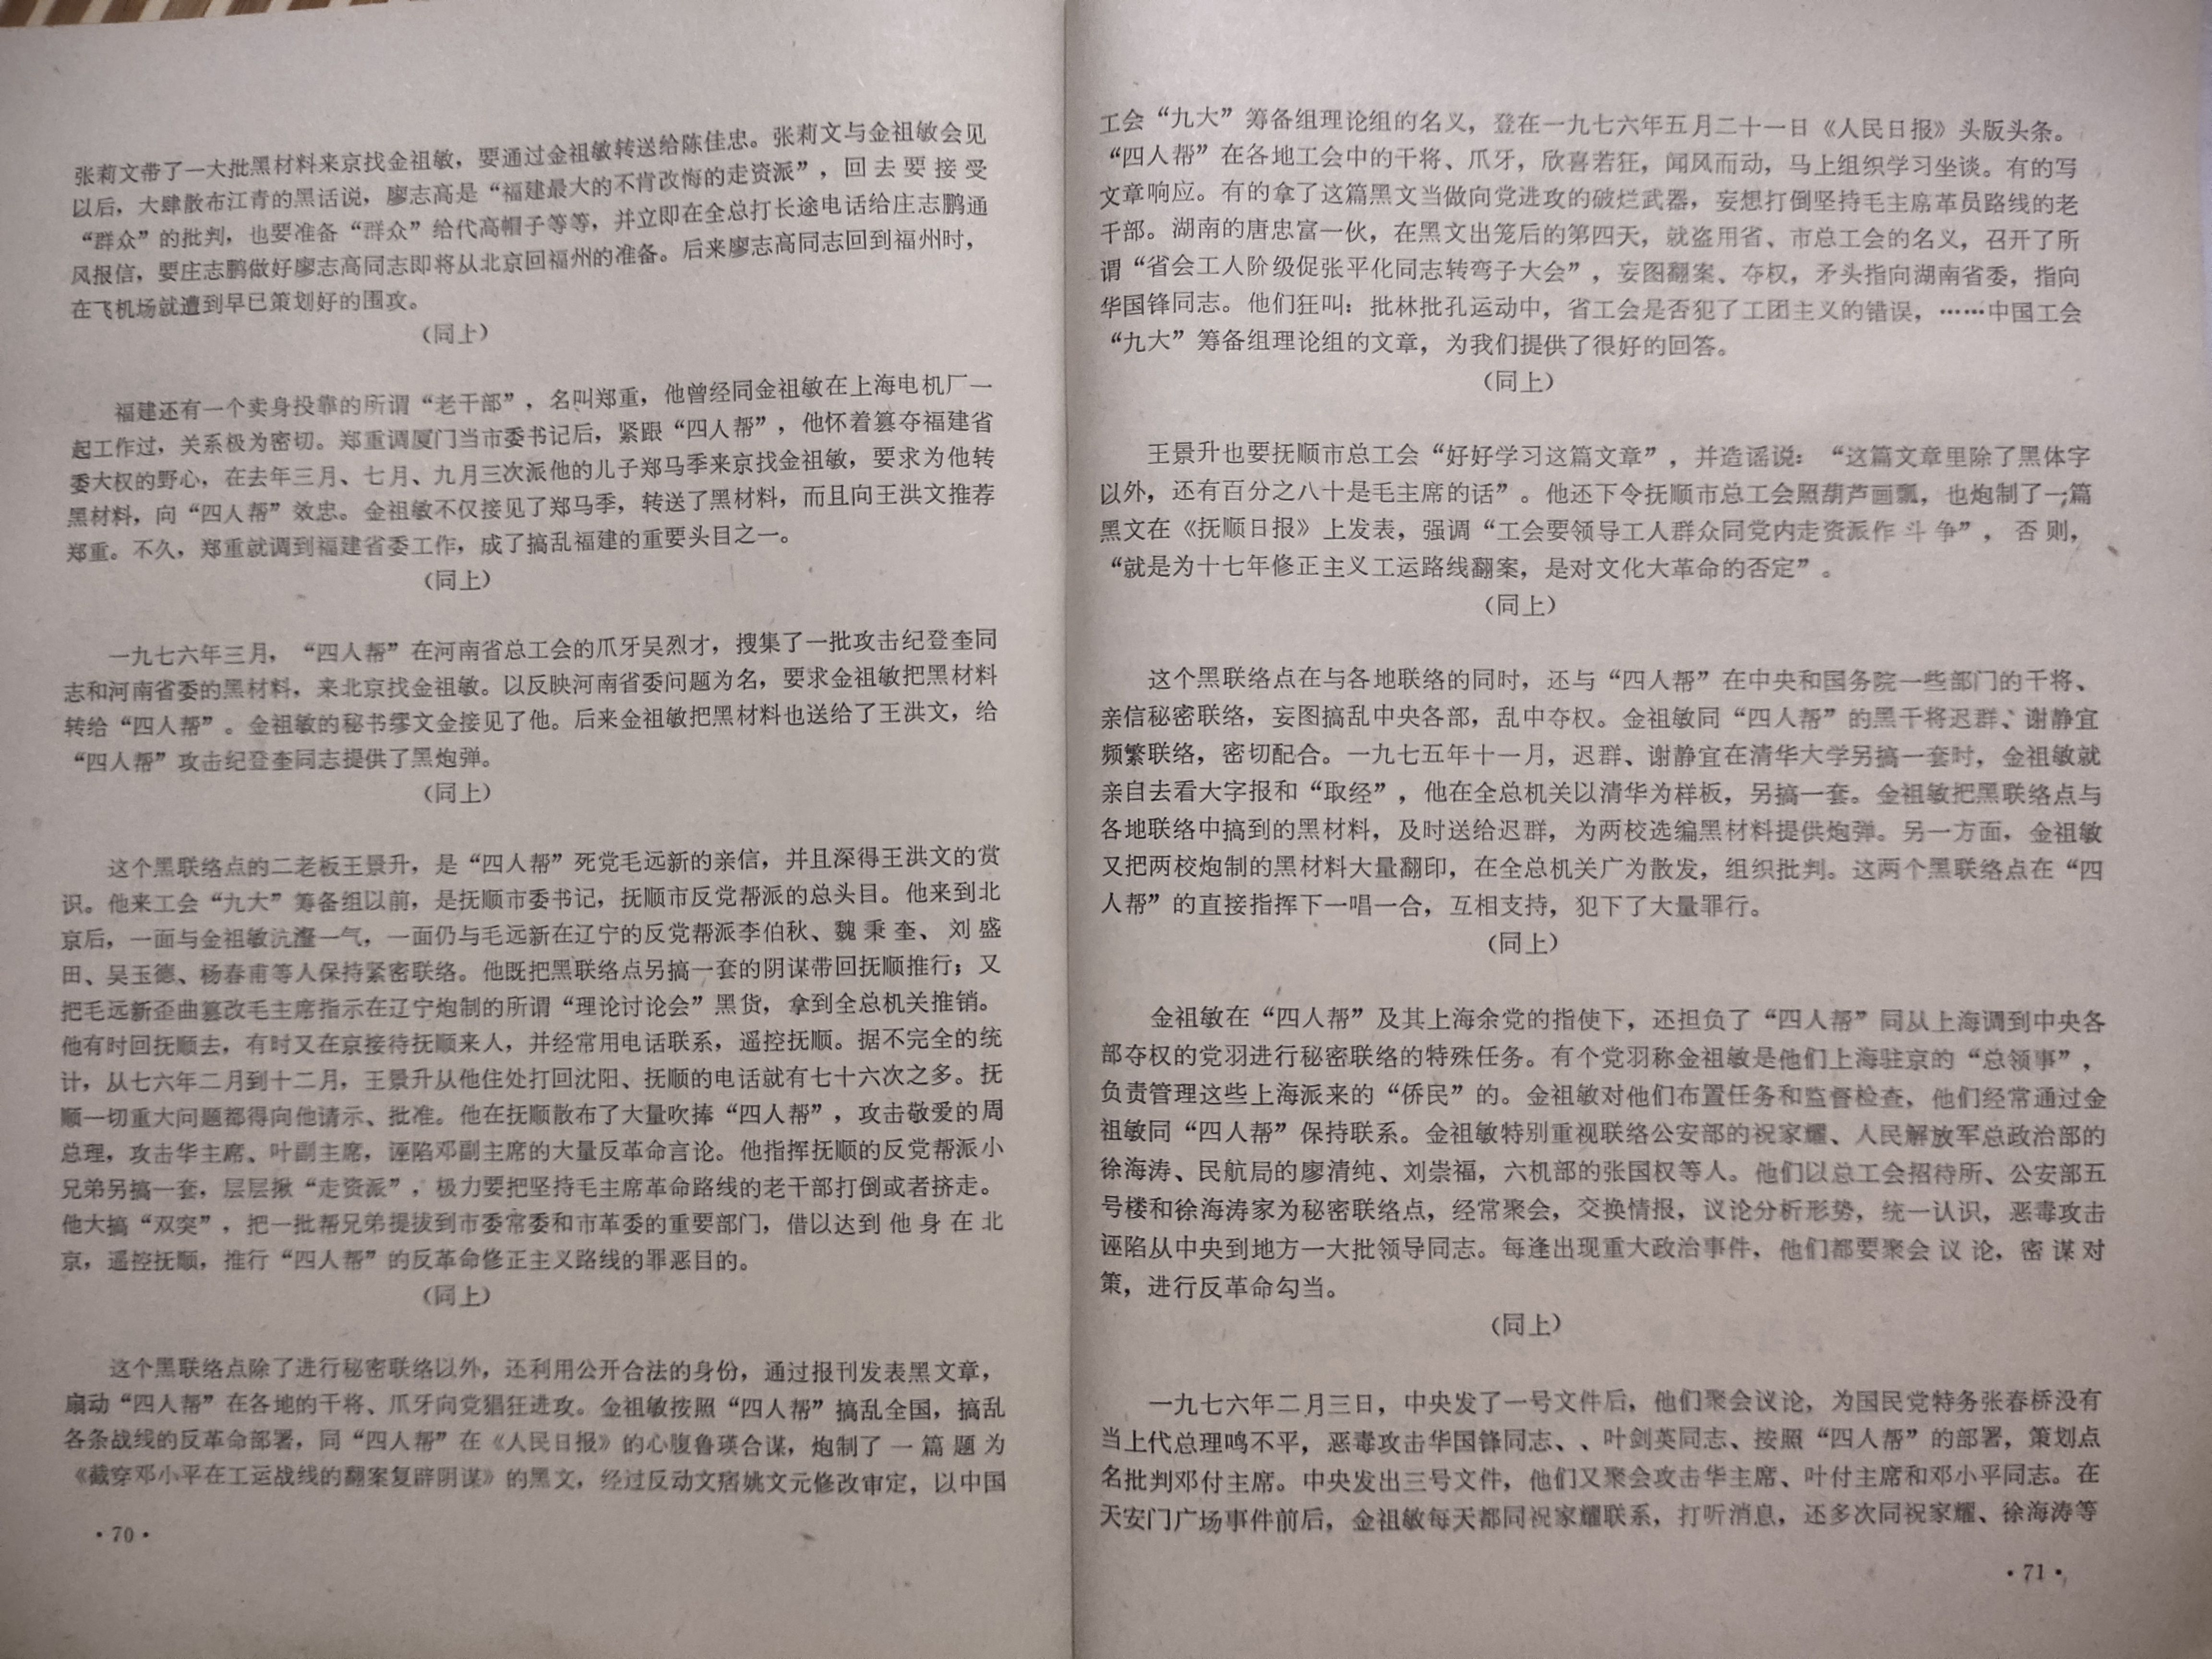 张莉文带了一大批黑材料来京找金祖敏，要通过金祖敏转送给陈佳忠。张莉文与金祖敏会见
以后，大肆散布江青的黑话说，廖志高是“福建最大的不肯改悔的走资派”，回去要接受
“群众”的批判，也要准备“群众”给代高帽子等等，并立即在全总打长途电话给庄志鹏通
风报信，要庄志鹏做好廖志高同志即将从北京回福州的准备。后来廖志高同志回到福州时，
在飞机场就遭到早已策划好的围攻。
（同上）
福建还有一个卖身投靠的所谓“老干部”，名叫郑重，他曾经同金祖敏在上海电机厂一
起工作过，关系极为密切。郑重调厦门当市委书记后，紧跟“四人帮”，他怀着篡夺福建省
委大权的野心，在去年三月、七月、九月三次派他的儿子郑马季来京找金祖敏，要求为他转
黑材料，向“四人帮”效忠。金祖敏不仅接见了郑马季，转送了黑材料，而且向王洪文推荐
郑重。不久，郑重就调到福建省委工作，成了搞乱福建的重要头目之一。
（同上）
一九七六年三月，“四人帮”在河南省总工会的爪牙吴烈才，搜集了一批攻击纪登奎同
志和河南省委的黑材料，来北京找金祖敏。以反映河南省委问题为名，要求金祖敏把黑材料
转给“四人帮”。金祖敏的秘书缪文金接见了他。后来金祖敏把黑材料也送给了王洪文，给
“四人帮”攻击纪登奎同志提供了黑炮弹。
（同上）
这个黑联络点的二老板王景升，是“四人帮”死党毛远新的亲信，并且深得王洪文的赏
识。他来工会“九大”筹备组以前，是抚顺市委书记，抚顺市反党帮派的总头目。他来到北
京后，一面与金祖敏沆瀣一气，一面仍与毛远新在辽宁的反党帮派李伯秋、魏秉奎、刘盛
田、吴玉德、杨春甫等人保持紧密联络。他既把黑联络点另搞一套的阴谋带回抚顺推行；又
把毛远新歪曲篡改毛主席指示在辽宁炮制的所谓“理论讨论会”黑货，拿到全总机关推销。
他有时回抚顺去，有时又在京接待抚顺来人，并经常用电话联系，遥控抚顺。据不完全的统
计，从七六年二月到十二月，王景升从他住处打回沈阳、抚顺的电话就有七十六次之多。抚
顺一切重大问题都得向他请示、批准。他在抚顺散布了大量吹捧“四人帮”，攻击敬爱的周
总理，攻击华主席、叶副主席，诬陷邓副主席的大量反革命言论。他指挥抚顺的反党帮派小
兄弟另搞一套，层层揪“走资派”，极力要把坚持毛主席革命路线的老干部打倒或者挤走。
他大搞“双突”，把一批帮兄弟提拔到市委常委和市革委的重要部门，借以达到他身在北
京，遥控抚顺，推行“四人帮”的反革命修正主义路线的罪恶目的。
（同上）
这个黑联络点除了进行秘密联络以外，还利用公开合法的身份，通过报刊发表黑文章，
扇动“四人帮”在各地的干将、爪牙向党猖狂进攻。金祖敏按照“四人帮”搞乱全国，搞乱
各条战线的反革命部署，同“四人帮”在《人民日报》的心腹鲁瑛合谋，炮制了一篇题为
《截穿邓小平在工运战线的翻案复辟阴谋》的黑文，经过反动文痞姚文元修改审定，以中国
·70·
工会“九大”筹备组理论组的名义，登在一九七六年五月二十一日《人民日报》头版头条。
“四人帮”在各地工会中的干将、爪牙，欣喜若狂，闻风而动，马上组织学习坐谈。有的写
文章响应。有的拿了这篇黑文当做向党进攻的破烂武器，妄想打倒坚持毛主席革员路线的老
干部。湖南的唐忠富一伙，在黑文出笼后的第四天，就盗用省、市总工会的名义，召开了所
谓“省会工人阶级促张平化同志转弯子大会”，妄图翻案、夺权，矛头指向湖南省委，指向
华国锋同志。他们狂叫：批林批孔运动中，省工会是否犯了工团主义的错误，……中国工会
“九大”筹备组理论组的文章，为我们提供了很好的回答。
（同上）
王景升也要抚顺市总工会“好好学习这篇文章”，并造谣说：“这篇文章里除了黑体字
以外，还有百分之八十是毛主席的话”。他还下令抚顺市总工会照葫芦画瓢，也炮制了一篇
黑文在《抚顺日报》上发表，强调“工会要领导工人群众同党内走资派作斗争”，否则，
“就是为十七年修正主义工运路线翻案，是对文化大革命的否定”。
（同上）
这个黑联络点在与各地联络的同时，还与“四人帮”在中央和国务院一些部门的干将、
亲信秘密联络，妄图搞乱中央各部，乱中夺权。金祖敏同“四人帮”的黑干将迟群、谢静宜
频繁联络，密切配合。一九七五年十一月，迟群、谢静宜在清华大学另搞一套时，金祖敏就
亲自去看大字报和“取经”，他在全总机关以清华为样板，另搞一套。金祖敏把黑联络点与
各地联络中搞到的黑材料，及时送给迟群，为两校选编黑材料提供炮弹。另一方面，金祖敏
又把两校炮制的黑材料大量翻印，在全总机关广为散发，组织批判。这两个黑联络点在“四
人帮”的直接指挥下一唱一合，互相支持，犯下了大量罪行。
（同上）
金祖敏在“四人帮”及其上海余党的指使下，还担负了“四人帮”同从上海调到中央各
部夺权的党羽进行秘密联络的特殊任务。有个党羽称金祖敏是他们上海驻京的“总领事”，
负责管理这些上海派来的“侨民”的。金祖敏对他们布置任务和监督检查，他们经常通过金
祖敏同“四人帮”保持联系。金祖敏特别重视联络公安部的祝家耀、人民解放军总政治部的
徐海涛、民航局的廖清纯、刘崇福，六机部的张国权等人。他们以总工会招待所、公安部五
号楼和徐海涛家为秘密联络点，经常聚会，交换情报，议论分析形势，统一认识，恶毒攻击
诬陷从中央到地方一大批领导同志。每逢出现重大政治事件，他们都要聚会议论，密谋对
策，进行反革命勾当。
（同上）
一九七六年二月三日，中央发了一号文件后，他们聚会议论，为国民党特务张春桥没有
当上代总理鸣不平，恶毒攻击华国锋同志、、叶剑英同志、按照“四人帮”的部署，策划点
名批判邓付主席。中央发出三号文件，他们又聚会攻击华主席、叶付主席和邓小平同志。在
天安门广场事件前后，金祖敏每天都同祝家耀联系，打听消息，还多次同祝家耀、徐海涛等
·71·